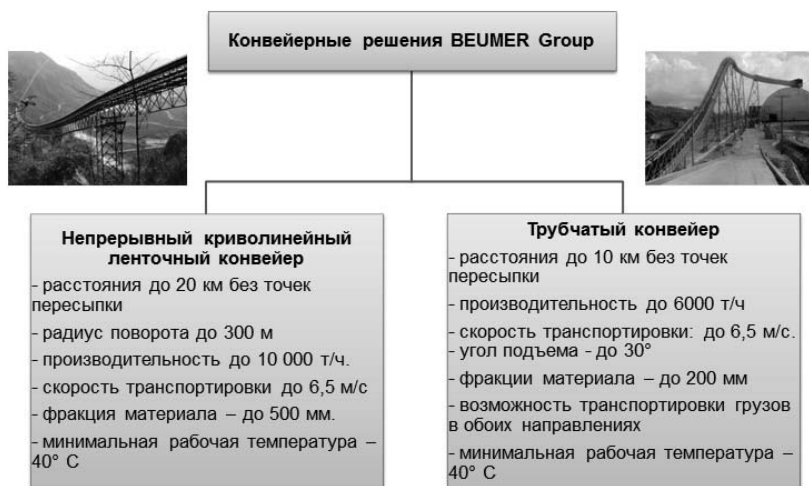 Конвейерные решения BEUMER Group
Непрерывный криволинейный
ленточный конвейер
- расстояния до 20 км без точек
пересыпки
- радиус поворота до 300 м
- производительность до 10 000 т/ч.
- скорость транспортировки до 6,5 м/с
- фракция материала – до 500 мм.
- минимальная рабочая температура –
40° С
Трубчатый конвейер
- расстояния до 10 км без точек
пересыпки
- производительность до 6000 т/ч
- скорость транспортировки: до 6,5 м/с.
- угол подъема - до 30°
- фракции материала – до 200 мм
- возможность транспортировки грузов
в обоих направлениях
- минимальная рабочая температура –
40° С